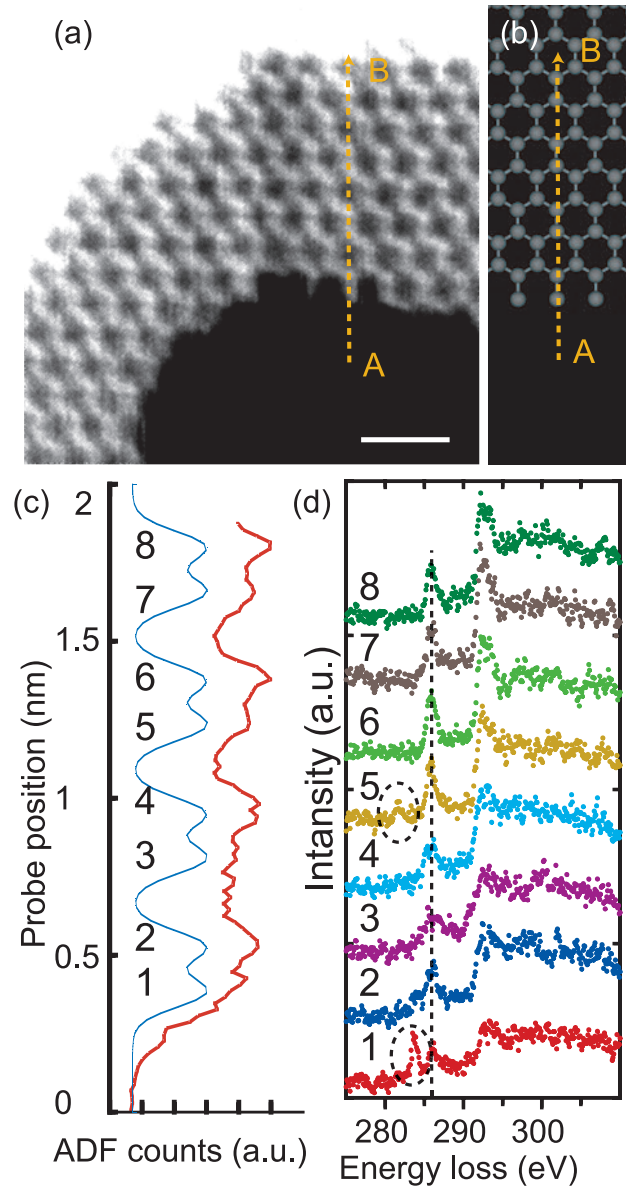 (a)
B
A
(b)
B
A
(c)
2
1.5
1
0.5
0
8
7
6
5
4
3
2
1
Probe position (nm)
ADF counts (a.u.)
(d)
8
7
6
5
4
3
2
1
Intansity (a.u.)
280 290 300
Energy loss (eV)